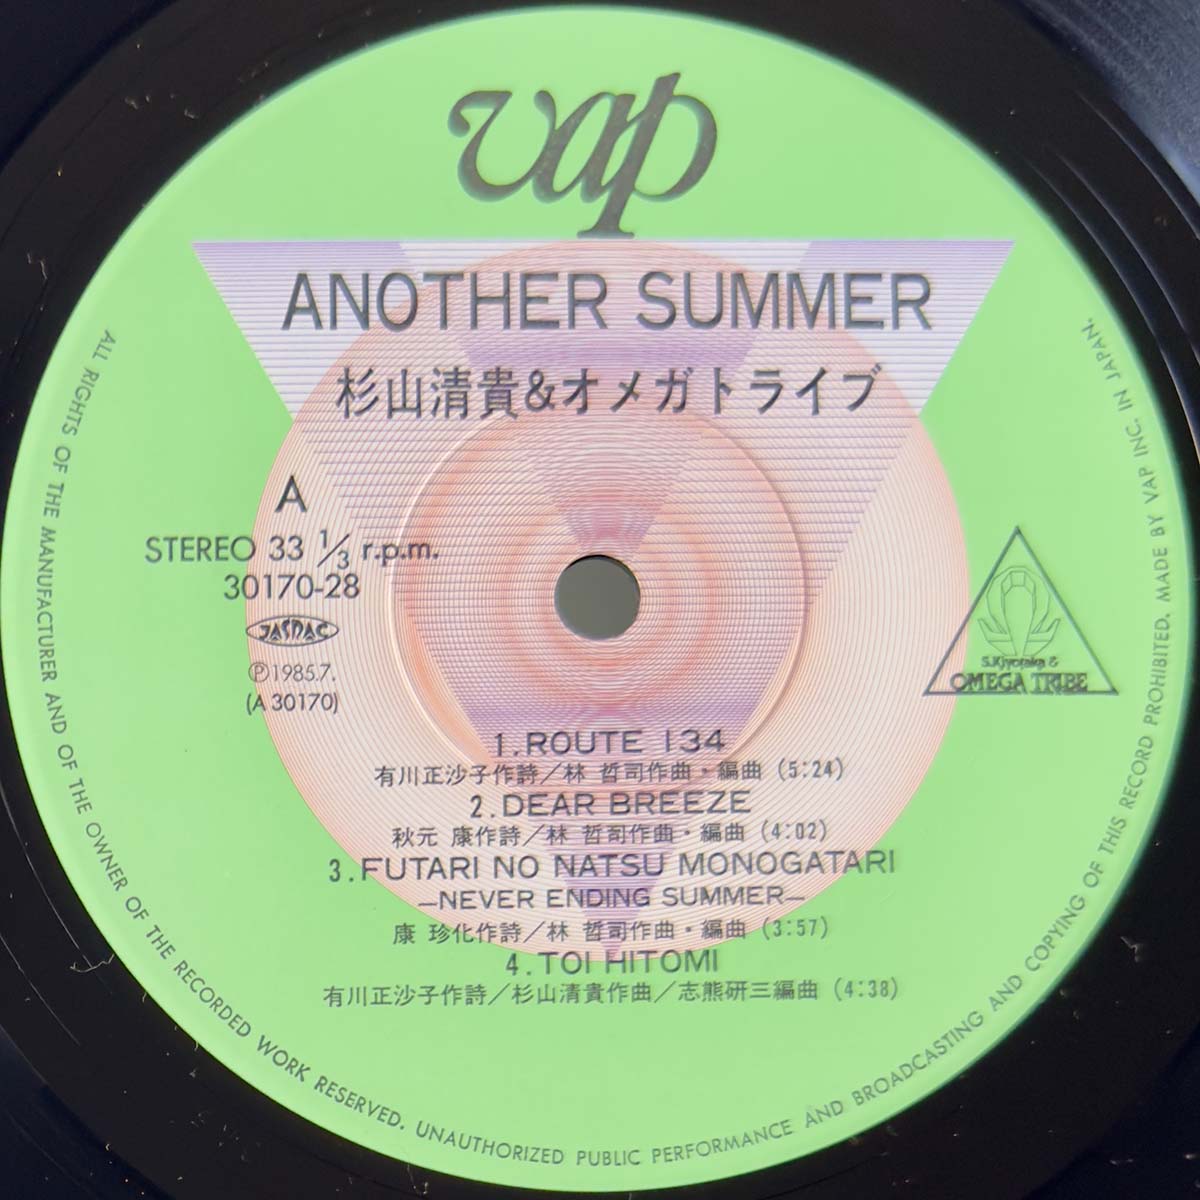 vap
ANOTHER SUMMER
杉山清貴&オメガトライブ
A
STEREO 33 1/3 r.p.m.
30170-28
JASRAC
Ⓟ1985.7.
(A 30170)
S.Kiyotaka &
OMEGA TRIBE
1.ROUTE 134
有川正沙子作詩/林 哲司作曲・編曲 (5:24)
2.DEAR BREEZE
秋元 康作詩/林 哲司作曲・編曲 (4:02)
3.FUTARI NO NATSU MONOGATARI
—NEVER ENDING SUMMER—
康 珍化作詩/林 哲司作曲・編曲 (3:57)
4.TOI HITOMI
有川正沙子作詩/杉山清貴作曲/志熊研三編曲 (4:38)
ALL RIGHTS OF THE MANUFACTURER AND OF THE OWNER OF THE RECORDED WORK RESERVED. UNAUTHORIZED PUBLIC PERFORMANCE AND BROADCASTING AND COPYING OF THIS RECORD PROHIBITED. MADE BY VAP INC. IN JAPAN.